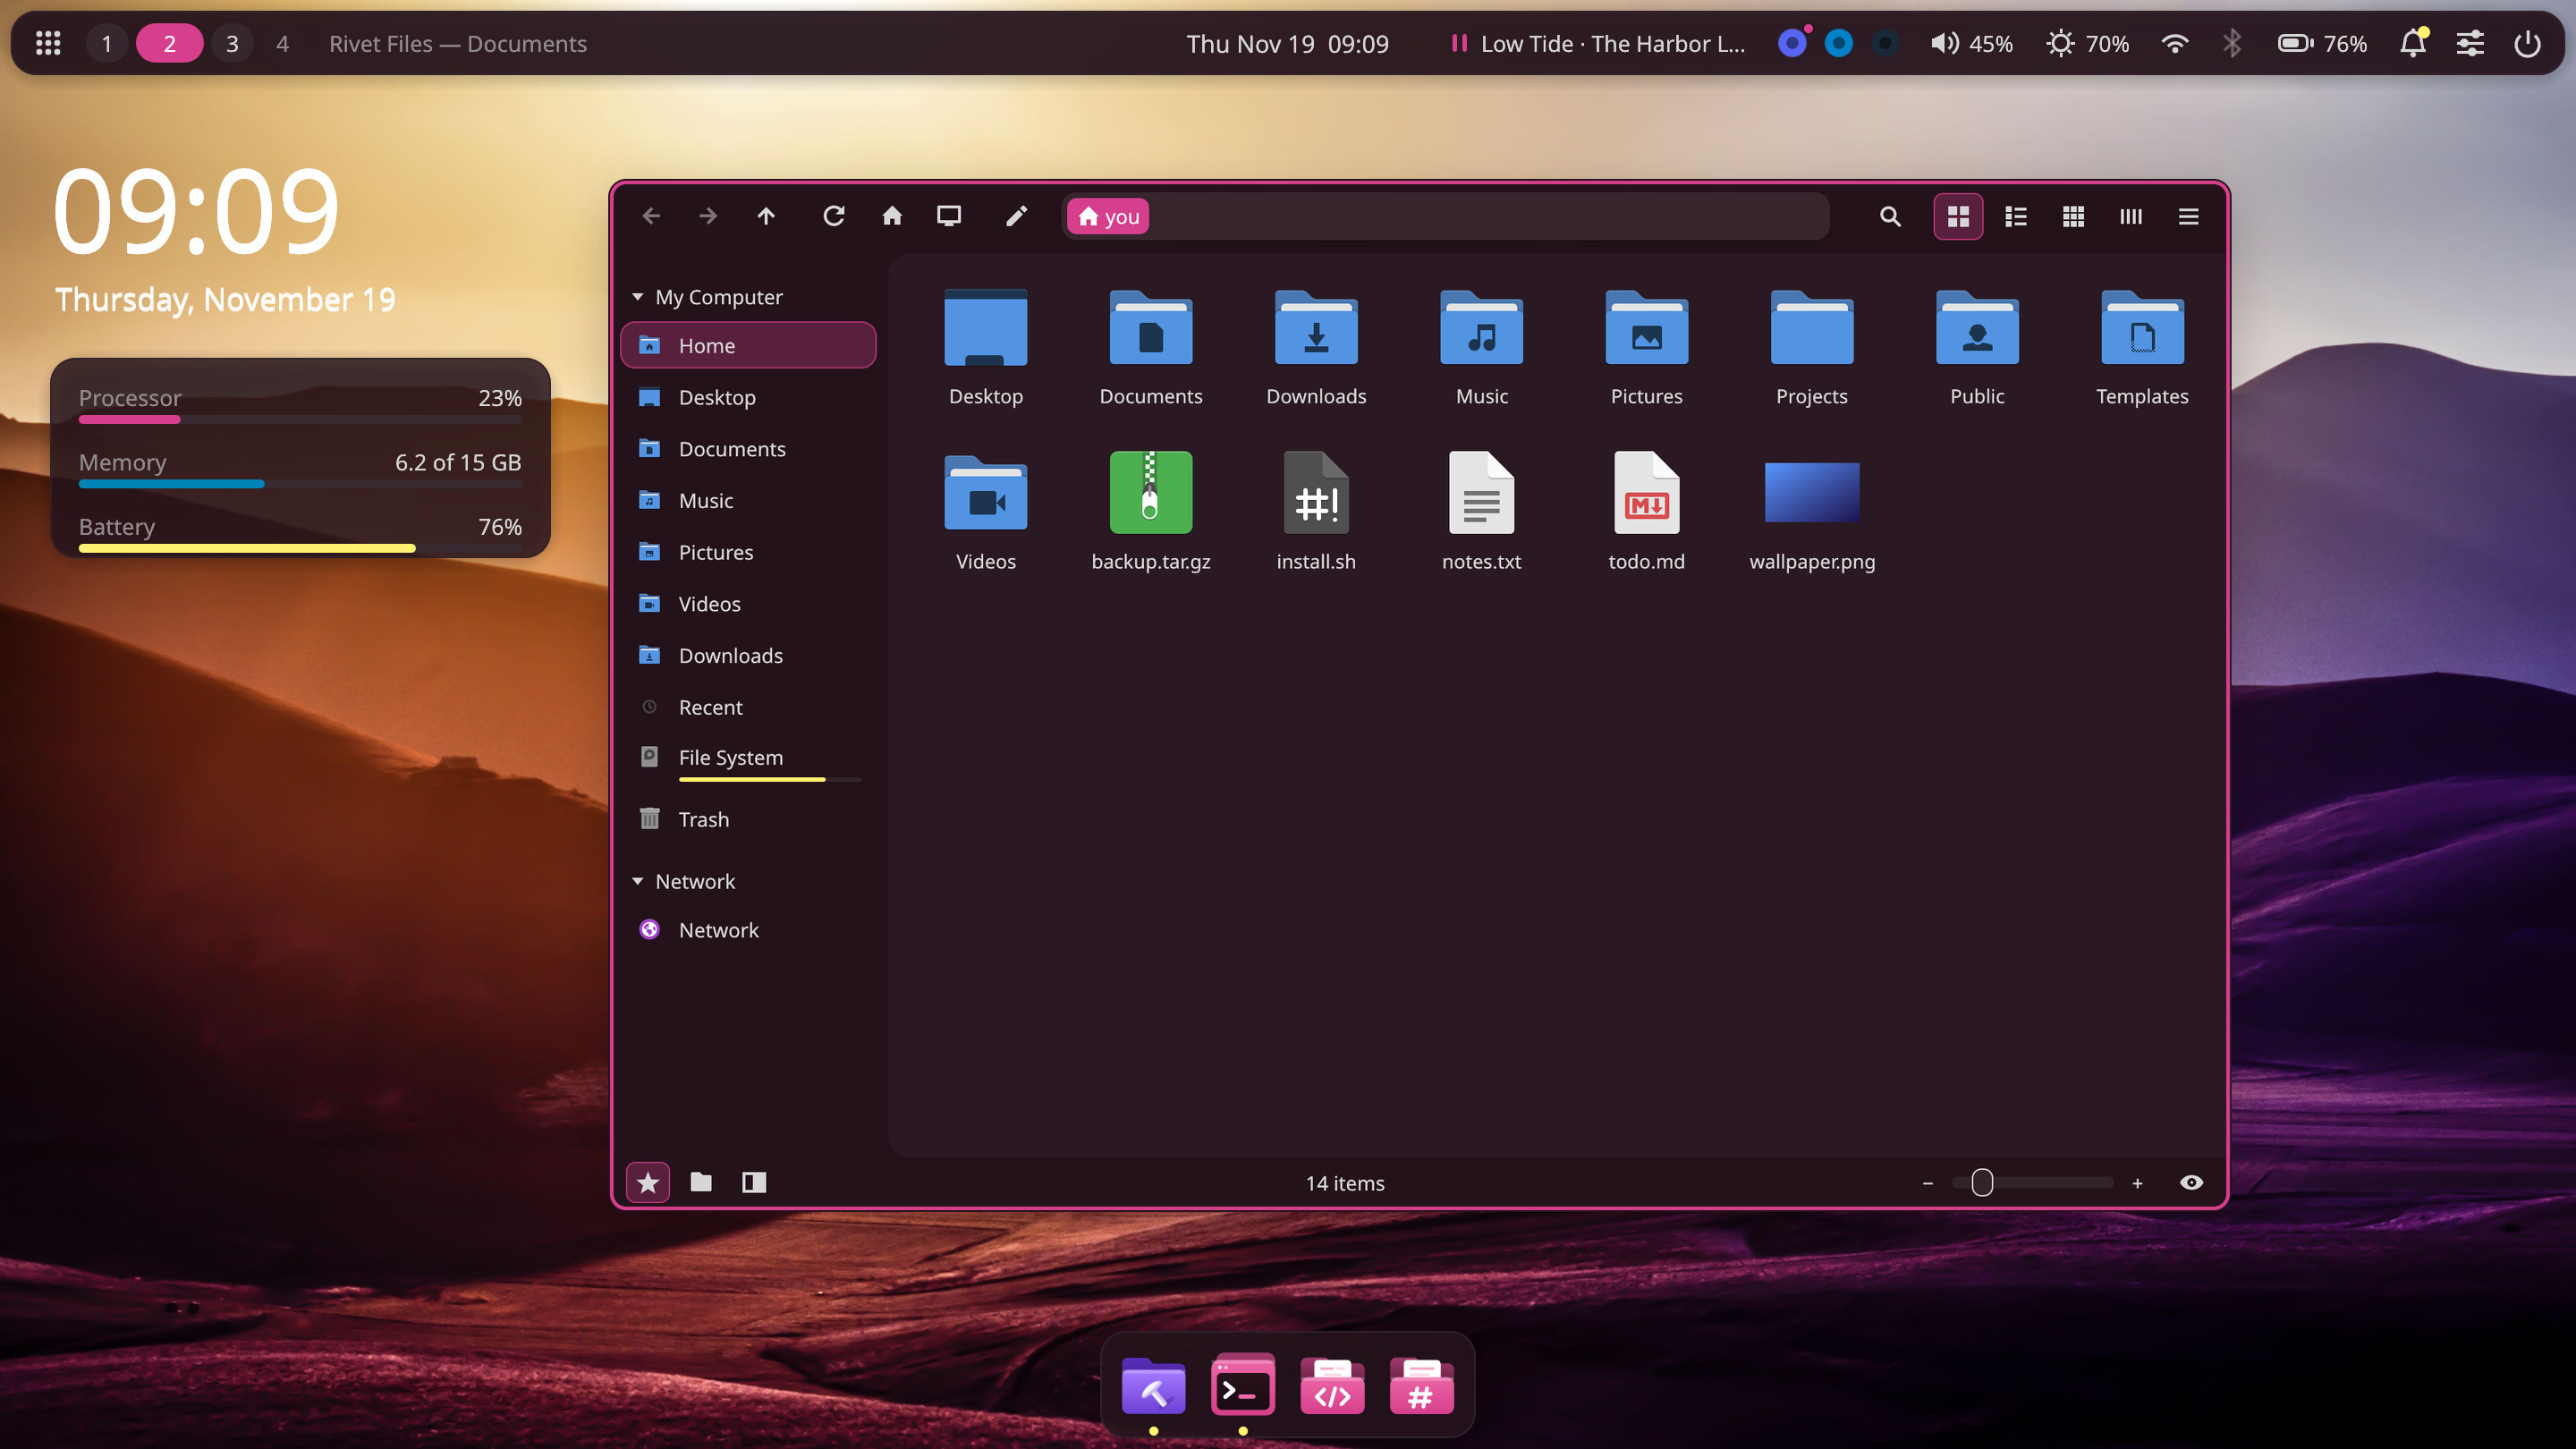 1 2 3 4 Rivet Files — Documents Thu Nov 19 09:09 Low Tide · The Harbor L... 45% 70% 76%
09:09
Thursday, November 19
Processor 23%
Memory 6.2 of 15 GB
Battery 76%
you
My Computer
Home
Desktop
Documents
Music
Pictures
Videos
Downloads
Recent
File System
Trash
Network
Network
Desktop Documents Downloads Music Pictures Projects Public Templates
Videos backup.tar.gz install.sh notes.txt todo.md wallpaper.png
14 items